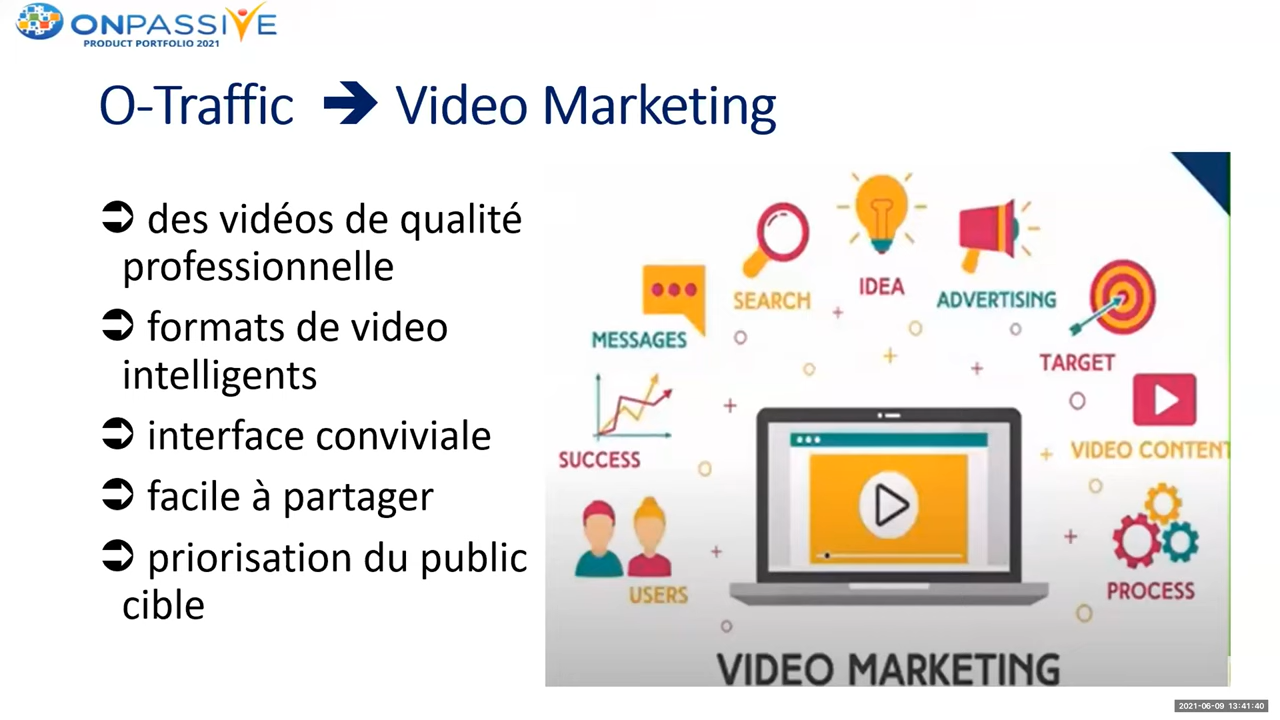 ONPASSIVE
PRODUCT PORTFOLIO 2021
O-Traffic ➔ Video Marketing
➲ des vidéos de qualité
professionnelle
➲ formats de video
intelligents
➲ interface conviviale
➲ facile à partager
➲ priorisation du public
cible
IDEA
SEARCH
ADVERTISING
MESSAGES
TARGET
SUCCESS
VIDEO CONTENT
USERS
PROCESS
VIDEO MARKETING
2021-06-09 13:41:40